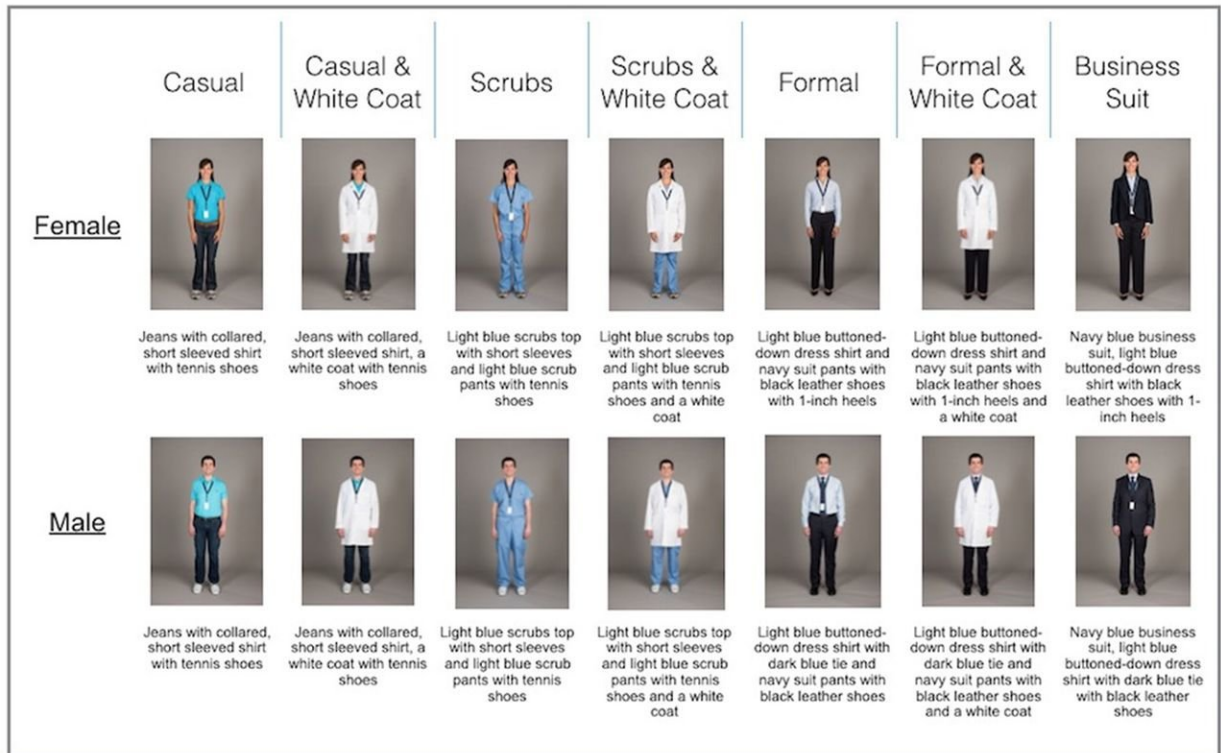 Casual
Casual &
White Coat
Scrubs
Scrubs &
White Coat
Formal
Formal &
White Coat
Business
Suit
Female
Jeans with collared,
short sleeved shirt
with tennis shoes
Jeans with collared,
short sleeved shirt, a
white coat with tennis
shoes
Light blue scrubs top
with short sleeves
and light blue scrub
pants with tennis
shoes
Light blue scrubs top
with short sleeves
and light blue scrub
pants with tennis
shoes and a white
coat
Light blue buttoned-
down dress shirt and
navy suit pants with
black leather shoes
with 1-inch heels
Light blue buttoned-
down dress shirt and
navy suit pants with
black leather shoes
with 1-inch heels and
a white coat
Navy blue business
suit, light blue
buttoned-down dress
shirt with black
leather shoes with 1-
inch heels
Male
Jeans with collared,
short sleeved shirt
with tennis shoes
Jeans with collared,
short sleeved shirt, a
white coat with tennis
shoes
Light blue scrubs top
with short sleeves
and light blue scrub
pants with tennis
shoes
Light blue scrubs top
with short sleeves
and light blue scrub
pants with tennis
shoes and a white
coat
Light blue buttoned-
down dress shirt with
dark blue tie and
navy suit pants with
black leather shoes
Light blue buttoned-
down dress shirt with
dark blue tie and
navy suit pants with
black leather shoes
and a white coat
Navy blue business
suit, light blue
buttoned-down dress
shirt with dark blue tie
with black leather
shoes